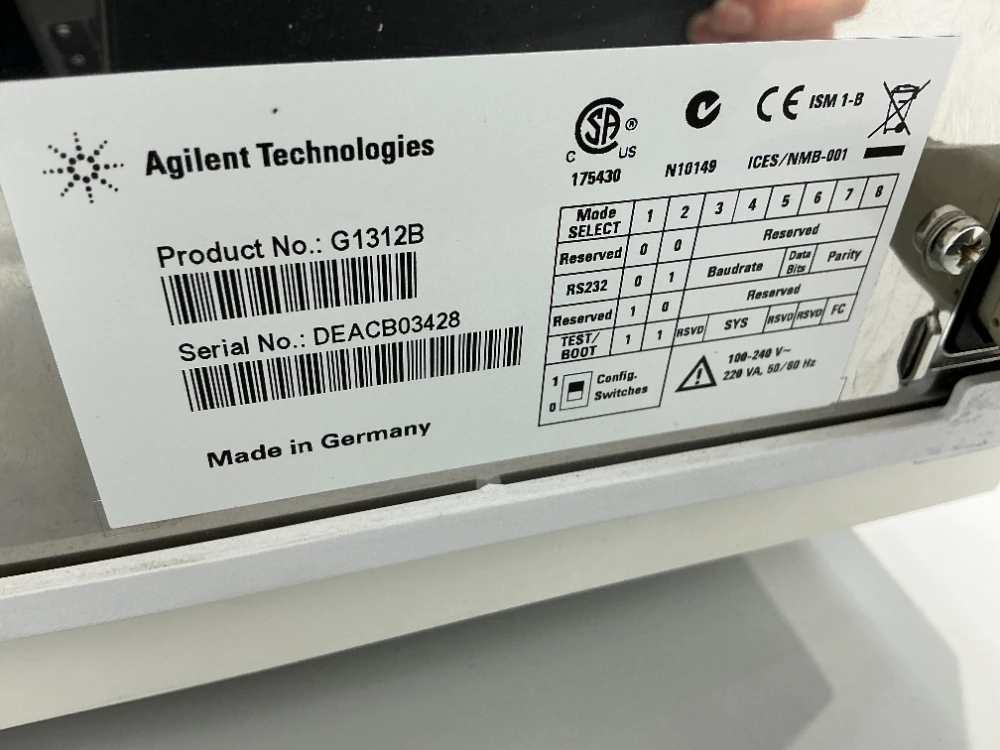 Agilent Technologies
Product No.: G1312B
Serial No.: DEACB03428
Made in Germany
SA ®
C US
175430
N10149
CE ISM 1-B
ICES/NMB-001
Mode SELECT 1 2 3 4 5 6 7 8
Reserved 0 0 Reserved
RS232 0 1 Baudrate Data Bits Parity
Reserved 1 0 Reserved
TEST/ BOOT 1 1 RSVD SYS RSVD RSVD FC
1
0
Config.
Switches
100-240 V~
220 VA, 50/60 Hz